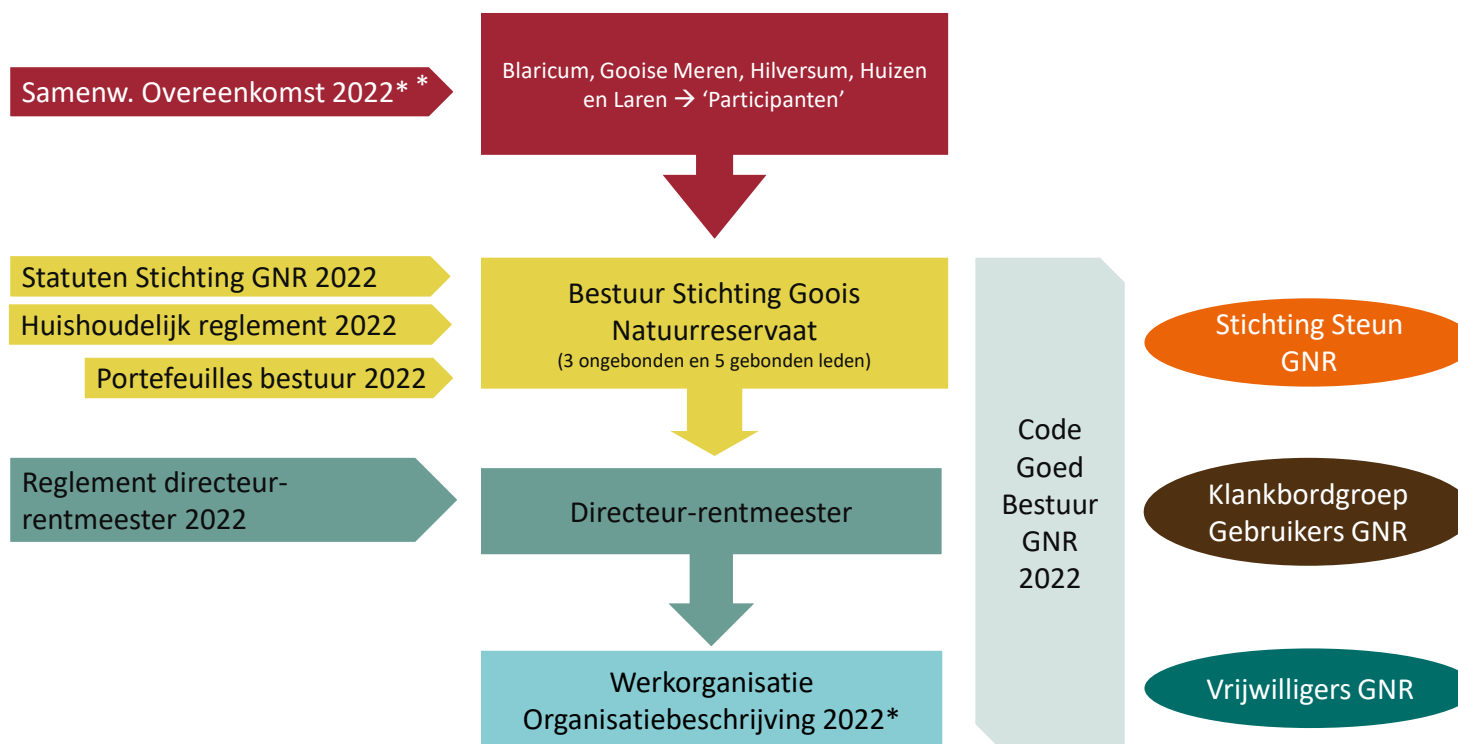 Samenw. Overeenkomst 2022* *
Blaricum, Gooise Meren, Hilversum, Huizen
en Laren → ‘Participanten’
Statuten Stichting GNR 2022
Huishoudelijk reglement 2022
Portefeuilles bestuur 2022
Bestuur Stichting Goois
Natuurreservaat
(3 ongebonden en 5 gebonden leden)
Reglement directeur-
rentmeester 2022
Directeur-rentmeester
Werkorganisatie
Organisatiebeschrijving 2022*
Code
Goed
Bestuur
GNR
2022
Stichting Steun
GNR
Klankbordgroep
Gebruikers GNR
Vrijwilligers GNR